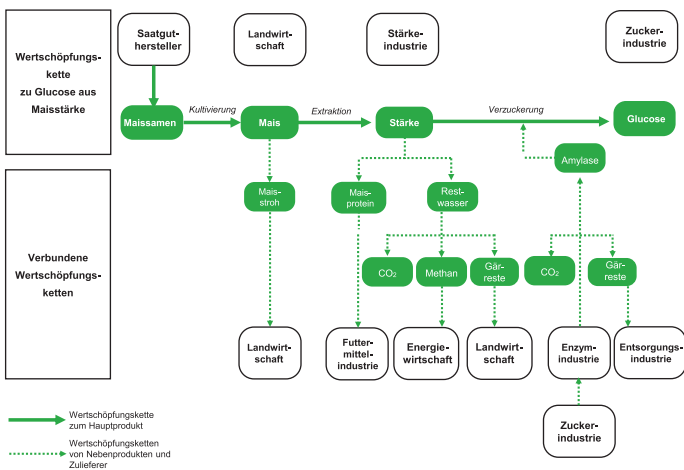 Wertschöpfungs-
kette
zu Glucose aus
Maisstärke
Saatgut-
hersteller
Landwirt-
schaft
Stärke-
industrie
Zucker-
industrie
Maissamen
Kultivierung
Mais
Extraktion
Stärke
Verzuckerung
Glucose
Amylase
Verbundene
Wertschöpfungs-
ketten
Mais-
stroh
Mais-
protein
Rest-
wasser
CO₂
Methan
Gär-
reste
CO₂
Gär-
reste
Landwirt-
schaft
Futter-
mittel-
industrie
Energie-
wirtschaft
Landwirt-
schaft
Enzym-
industrie
Entsorgungs-
industrie
Zucker-
industrie
Wertschöpfungskette
zum Hauptprodukt
Wertschöpfungsketten
von Nebenprodukten und
Zulieferer